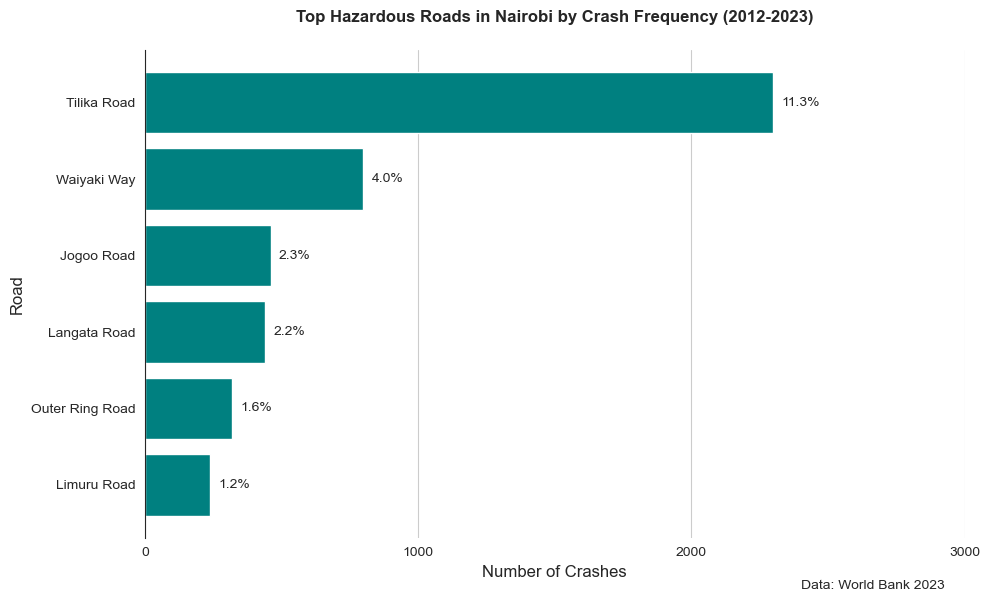 Top Hazardous Roads in Nairobi by Crash Frequency (2012-2023)
Tilika Road
11.3%
Waiyaki Way
4.0%
Jogoo Road
2.3%
Langata Road
2.2%
Outer Ring Road
1.6%
Limuru Road
1.2%
Road
0 1000 2000 3000
Number of Crashes
Data: World Bank 2023